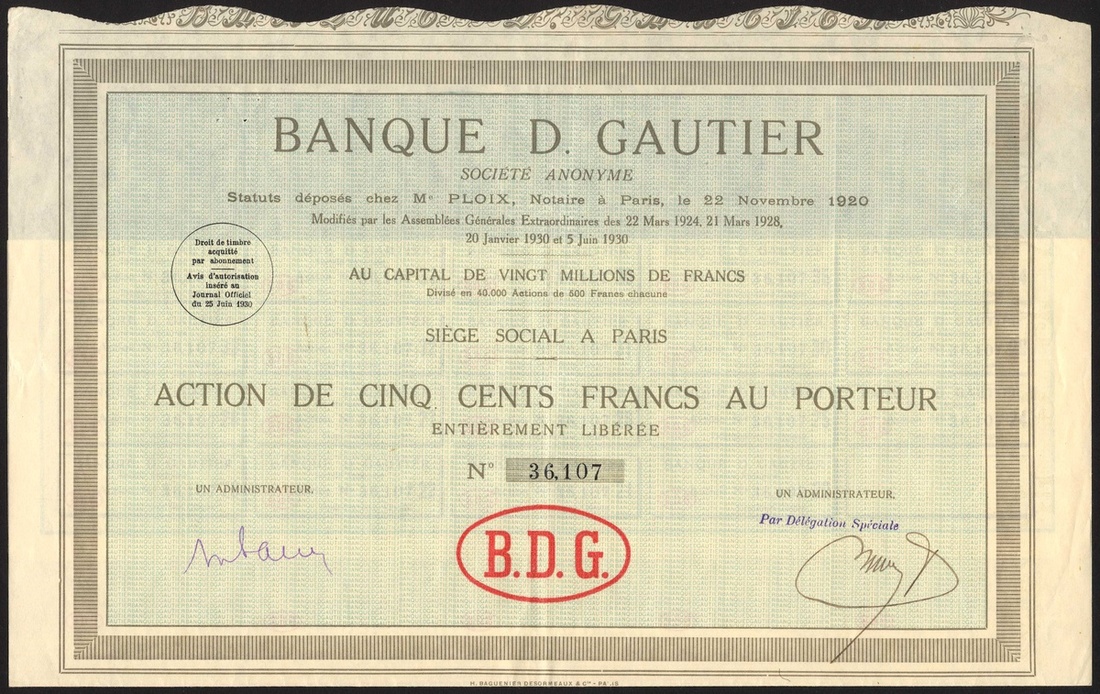 BANQUE D. GAUTIER
SOCIÉTÉ ANONYME
Statuts déposés chez Me PLOIX, Notaire à Paris, le 22 Novembre 1920
Modifiés par les Assemblées Générales Extraordinaires des 22 Mars 1924, 21 Mars 1928,
20 Janvier 1930 et 5 Juin 1930
Droit de timbre
acquitté
par abonnement
Avis d'autorisation
inséré au
Journal Officiel
du 25 Juin 1930
AU CAPITAL DE VINGT MILLIONS DE FRANCS
Divisé en 40.000 Actions de 500 Francs chacune
SIÈGE SOCIAL A PARIS
ACTION DE CINQ CENTS FRANCS AU PORTEUR
ENTIÈREMENT LIBÉRÉE
No 36,107
UN ADMINISTRATEUR.
UN ADMINISTRATEUR.
Par Délégation Spéciale
B.D.G.
H. BAGUENIER DESORMEAUX & Cie - PARIS